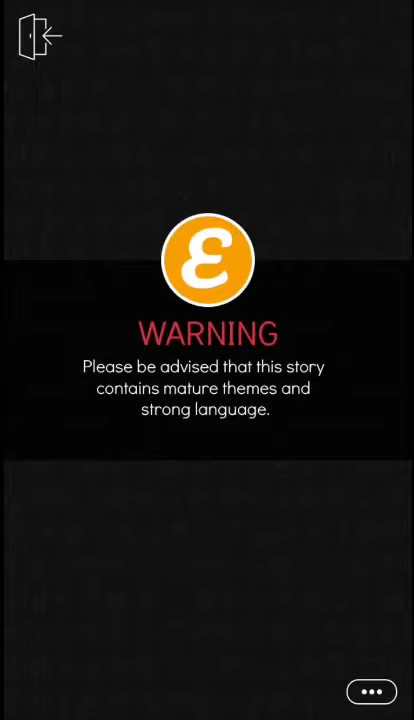 WARNING
Please be advised that this story
contains mature themes and
strong language.